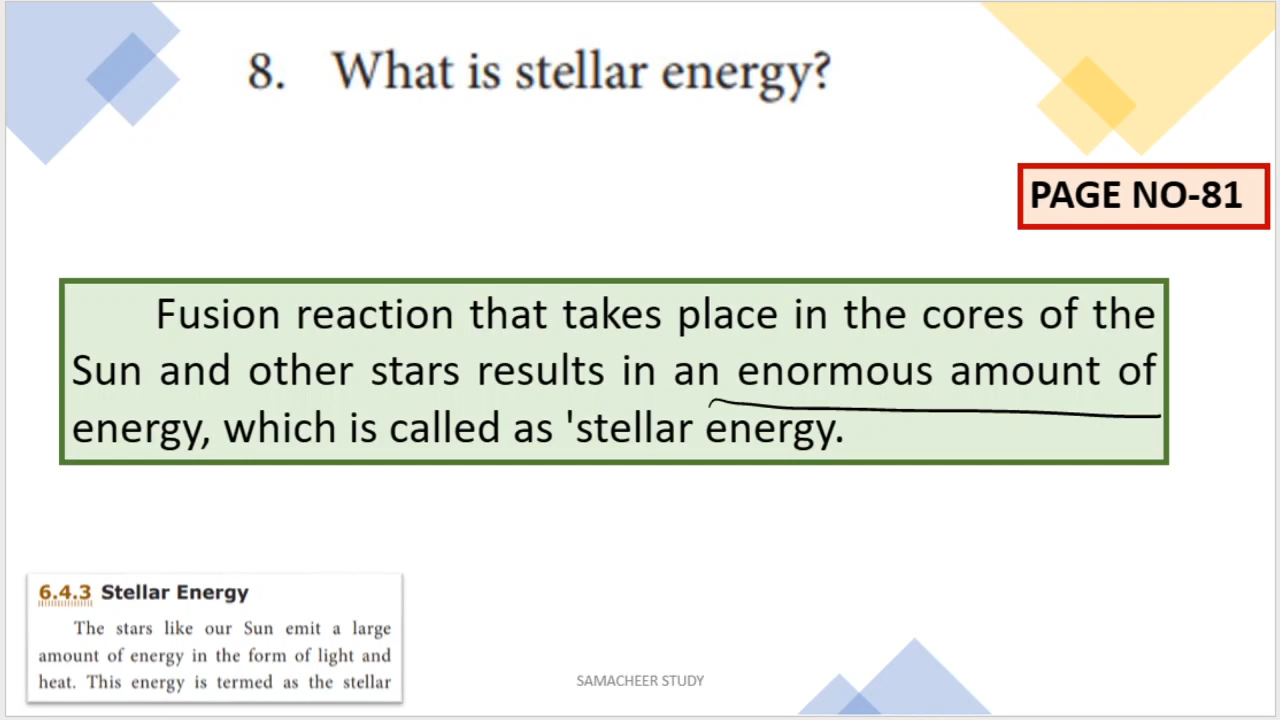 8. What is stellar energy?
PAGE NO-81
Fusion reaction that takes place in the cores of the
Sun and other stars results in an enormous amount of
energy, which is called as 'stellar energy.
6.4.3 Stellar Energy
The stars like our Sun emit a large
amount of energy in the form of light and
heat. This energy is termed as the stellar
SAMACHEER STUDY